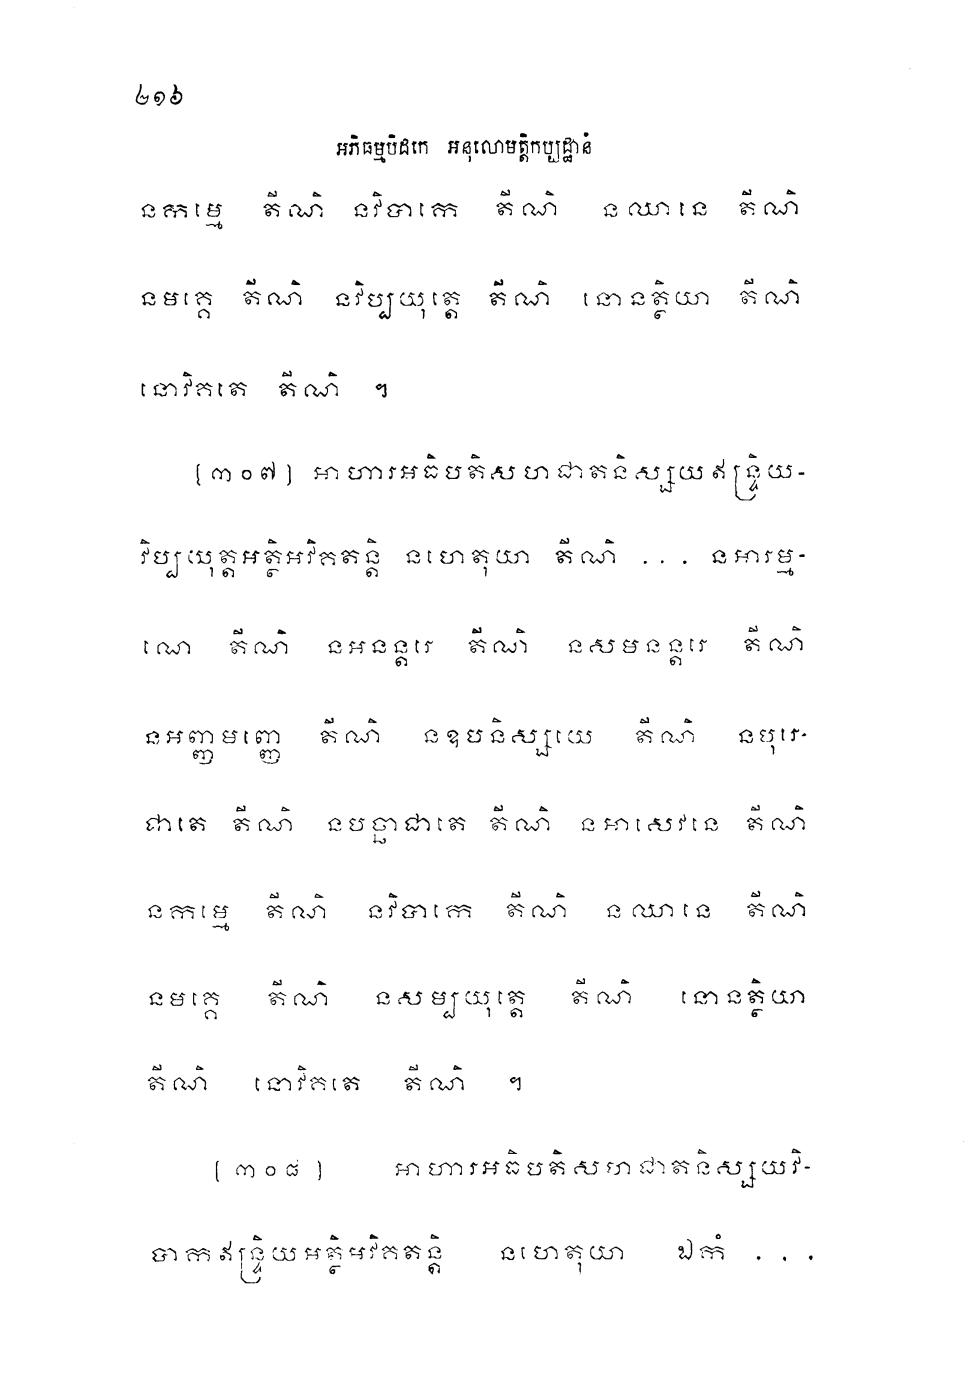 ២១៦
អភិធម្មបិដកេ អនុលោមត្តិកប្បដ្ឋានំ
នកម្មេ តីណិ នវិបាកេ តីណិ នឈានេ តីណិ
នមគ្គេ តីណិ នវិប្បយុត្តេ តីណិ នោនត្ថិយា តីណិ
នោវិគតេ តីណិ ។
[៣០៧] អាហារអធិបតិសហជាតនិស្សយឥន្ទ្រិយ-
វិប្បយុត្តអត្ថិអវិគតន្តិ នហេតុយា តីណិ ... នអារម្ម-
ណេ តីណិ នអនន្តរេ តីណិ នសមនន្តរេ តីណិ
នអញ្ញមញ្ញេ តីណិ នឧបនិស្សយេ តីណិ នបុរេ-
ជាតេ តីណិ នបច្ឆាជាតេ តីណិ នអាសេវនេ តីណិ
នកម្មេ តីណិ នវិបាកេ តីណិ នឈានេ តីណិ
នមគ្គេ តីណិ នសម្បយុត្តេ តីណិ នោនត្ថិយា
តីណិ នោវិគតេ តីណិ ។
[៣០៨] អាហារអធិបតិសហជាតនិស្សយវិ-
បាកឥន្ទ្រិយអត្ថិអវិគតន្តិ នហេតុយា ឯកំ ...